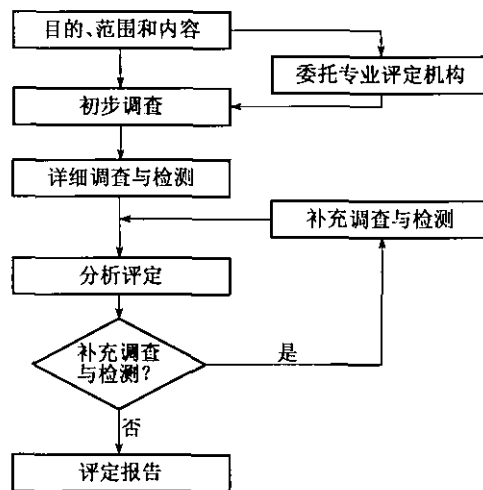 目的、范围和内容
委托专业评定机构
初步调查
详细调查与检测
补充调查与检测
分析评定
补充调查
与检测?
是
否
评定报告